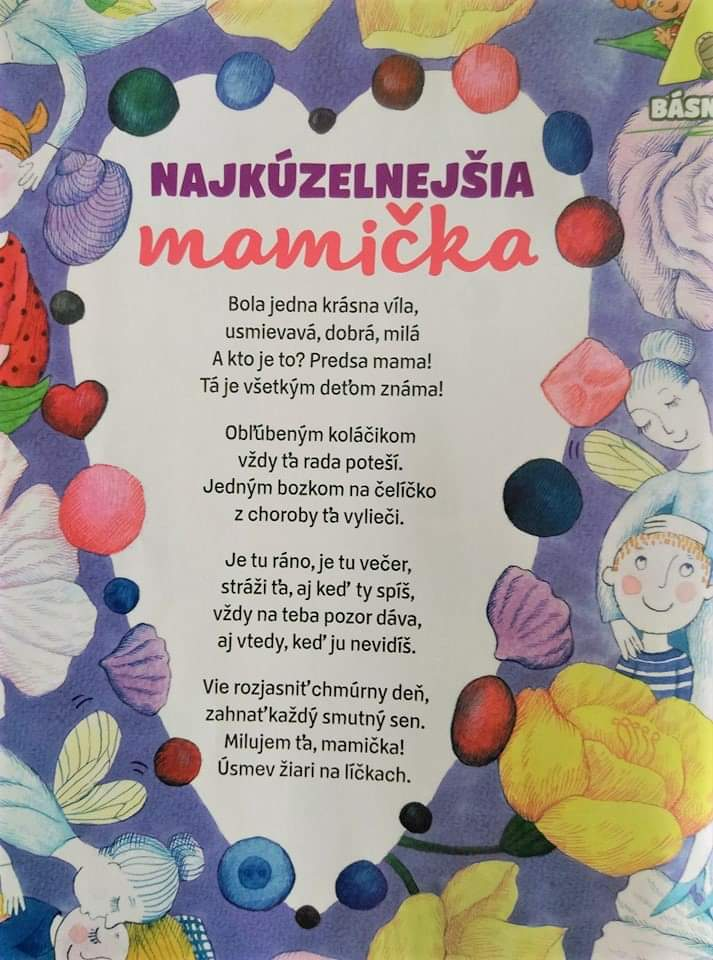 BÁSN
NAJKÚZELNEJŠIA
mamička
Bola jedna krásna víla,
usmievavá, dobrá, milá
A kto je to? Predsa mama!
Tá je všetkým deťom známa!
Obľúbeným koláčikom
vždy ťa rada poteší.
Jedným bozkom na čelíčko
z choroby ťa vylieči.
Je tu ráno, je tu večer,
stráži ťa, aj keď ty spíš,
vždy na teba pozor dáva,
aj vtedy, keď ju nevidíš.
Vie rozjasniť chmúrny deň,
zahnať každý smutný sen.
Milujem ťa, mamička!
Úsmev žiari na líčkach.